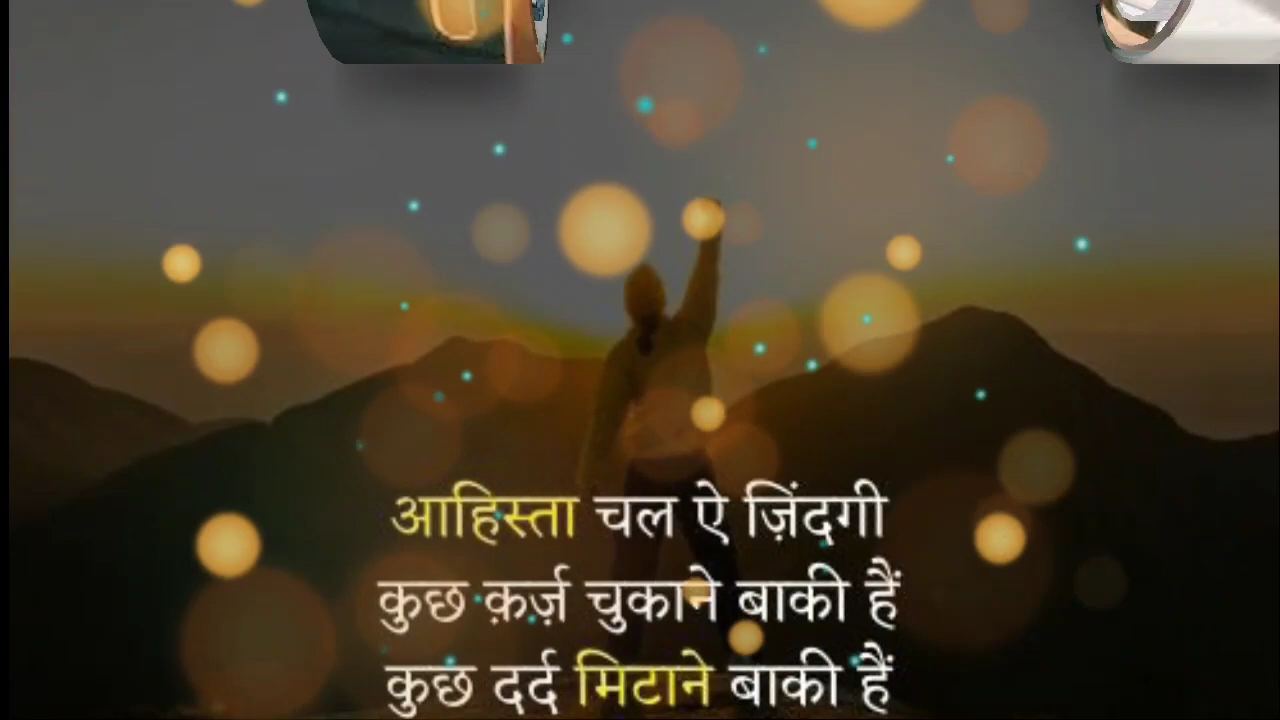 आहिस्ता चल ऐ ज़िंदगी
कुछ क़र्ज़ चुकाने बाकी हैं
कुछ दर्द मिटाने बाकी हैं